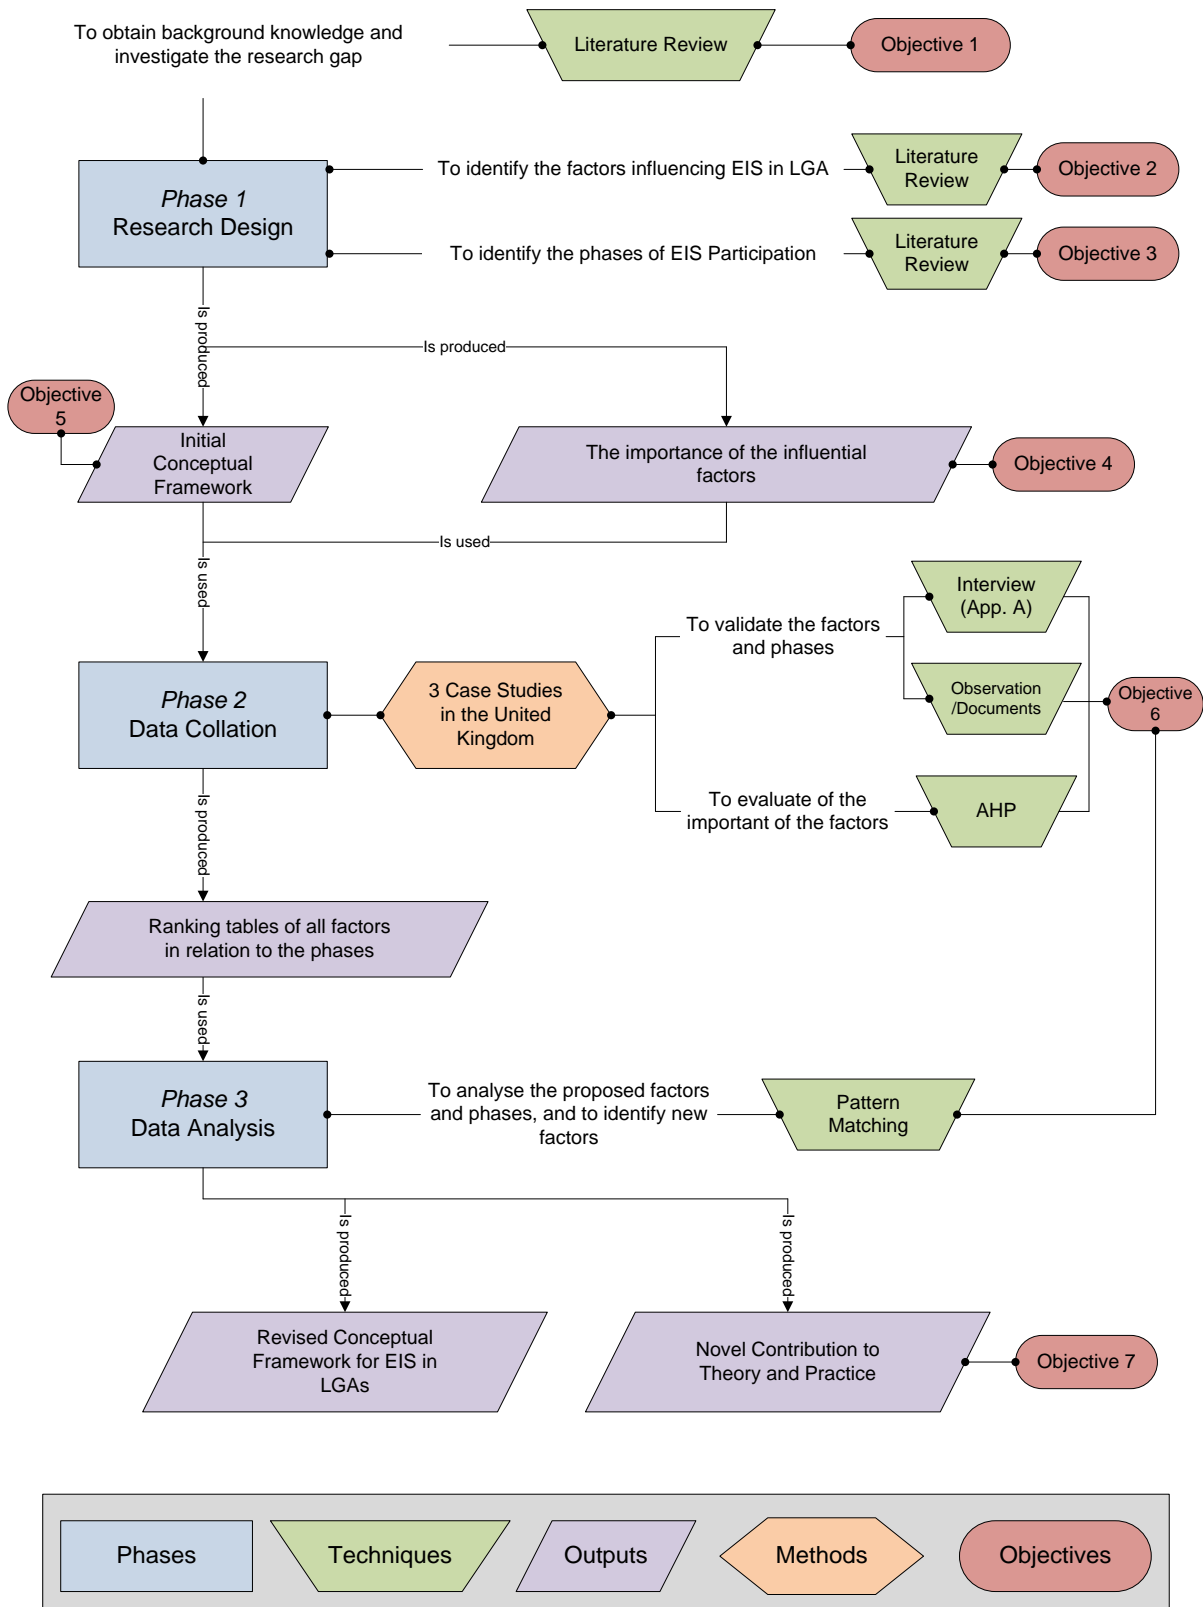 To obtain background knowledge and
investigate the research gap
Literature Review
Objective 1
Phase 1
Research Design
To identify the factors influencing EIS in LGA
Literature
Review
Objective 2
To identify the phases of EIS Participation
Literature
Review
Objective 3
Is produced
Is produced
Objective
5
Initial
Conceptual
Framework
The importance of the influential
factors
Objective 4
Is used
Is used
Phase 2
Data Collation
3 Case Studies
in the United
Kingdom
To validate the factors
and phases
Interview
(App. A)
Observation
/Documents
Objective
6
To evaluate of the
important of the factors
AHP
Is produced
Ranking tables of all factors
in relation to the phases
Is used
Phase 3
Data Analysis
To analyse the proposed factors
and phases, and to identify new
factors
Pattern
Matching
Is produced
Is produced
Revised Conceptual
Framework for EIS in
LGAs
Novel Contribution to
Theory and Practice
Objective 7
Phases
Techniques
Outputs
Methods
Objectives